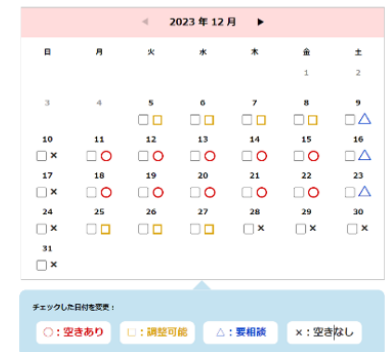 ◀ 2023 年 12 月 ▶
日 月 火 水 木 金 土
1 2
3 4 5 6 7 8 9
□ □ □ □ □ □ □ □ □ △
10 11 12 13 14 15 16
□ × □ ○ □ ○ □ ○ □ ○ □ ○ □ △
17 18 19 20 21 22 23
□ × □ ○ □ ○ □ ○ □ ○ □ ○ □ △
24 25 26 27 28 29 30
□ × □ □ □ □ □ □ □ × □ × □ ×
31
□ ×
チェックした日付を変更：
○：空きあり □：調整可能 △：要相談 ×：空きなし